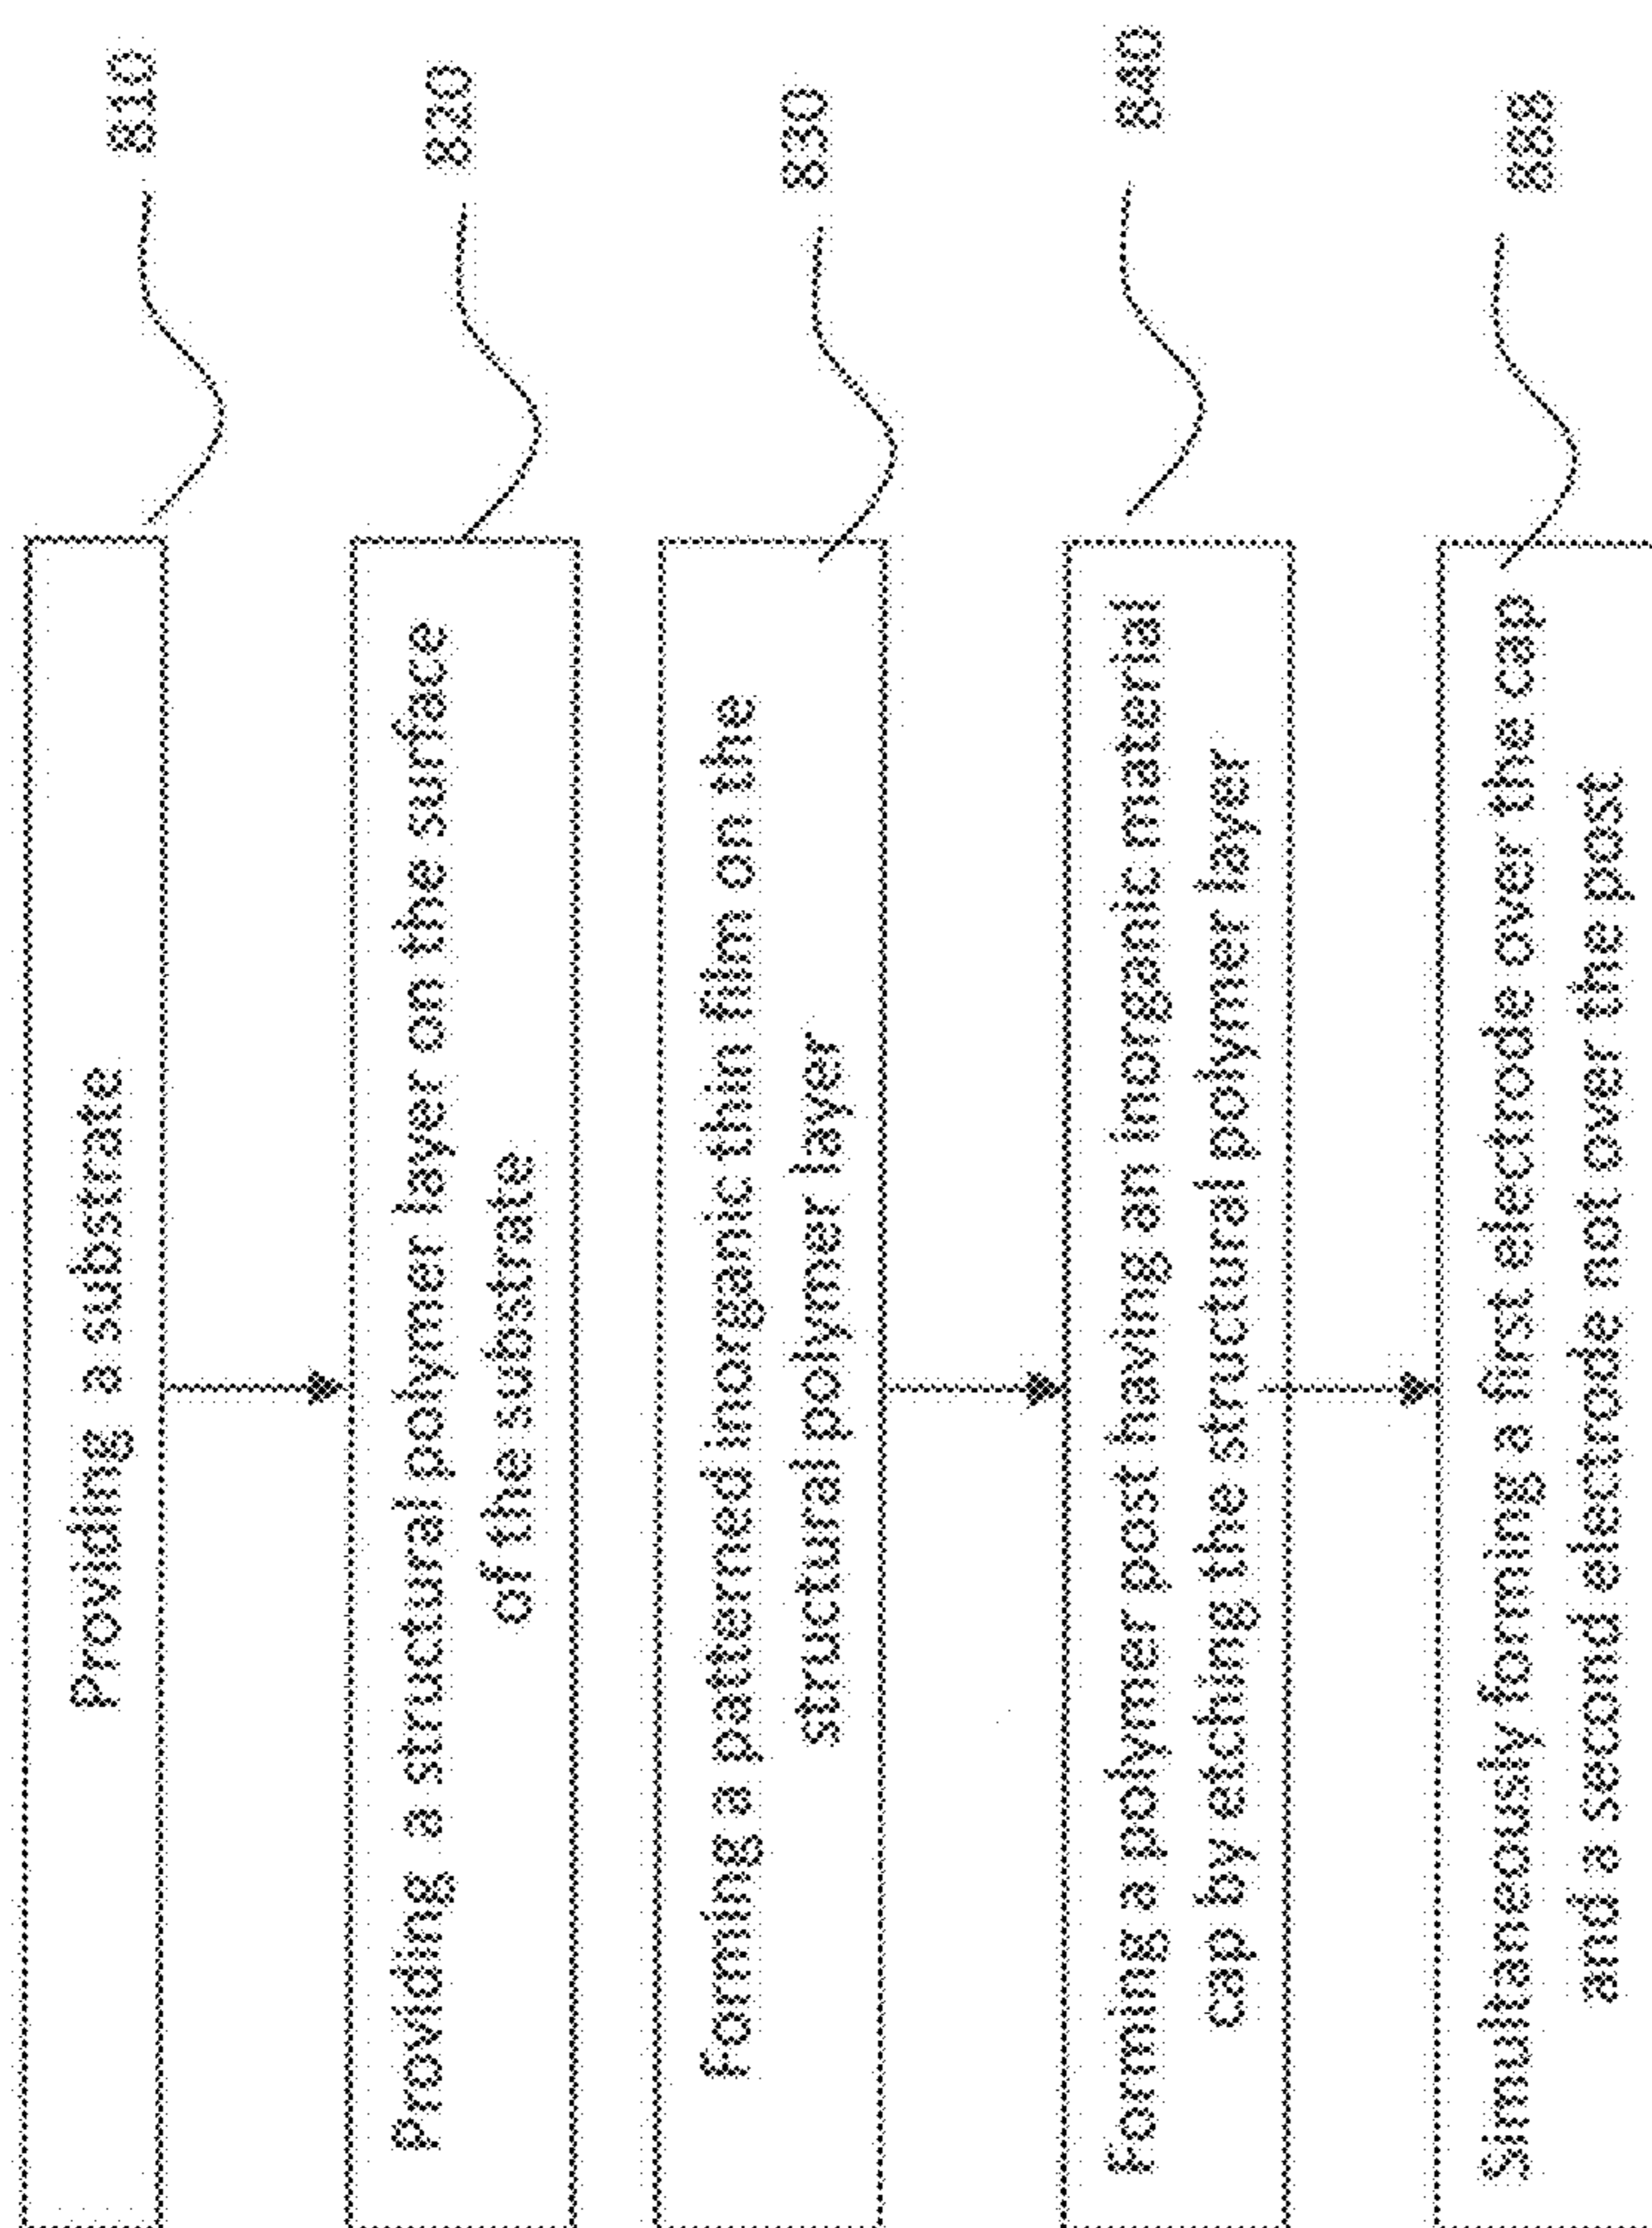 Providing a substrate
810
Providing a structural polymer layer on the surface
of the substrate
820
Forming a patterned inorganic thin film on the
structural polymer layer
830
Forming a polymer post having an inorganic material
cap by etching the structural polymer layer
840
Simultaneously forming a first electrode over the cap
and a second electrode not over the post
888